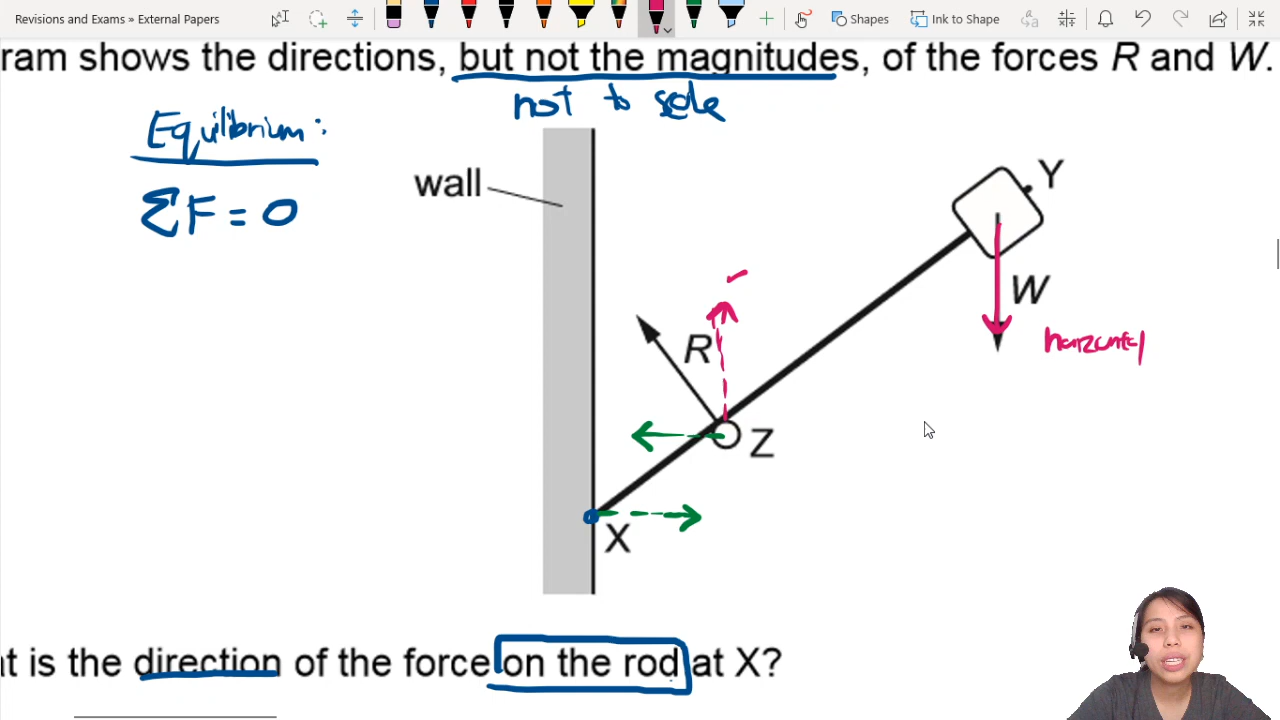 Revisions and Exams » External Papers
Shapes
Ink to Shape
ram shows the directions, but not the magnitudes, of the forces R and W.
not to scale
Equilibrium:
ΣF = 0
wall
Y
W
horizontal
R
Z
X
at is the direction of the force on the rod at X?